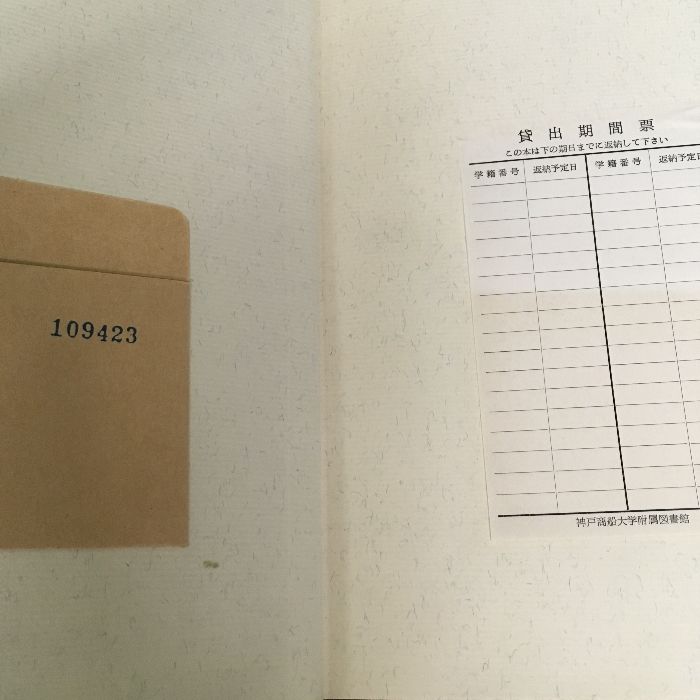 109423
貸出期間票
この本は下の期日までに返納して下さい
学籍番号 返納予定日 学籍番号 返納予定日
神戸商船大学附属図書館